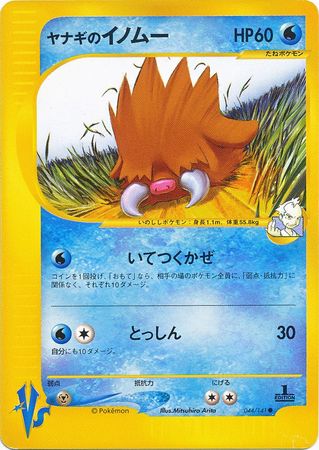 ヤナギのイノムー HP60
たねポケモン
いのししポケモン：身長1.1m、体重55.8kg
いてつくかぜ
コインを1回投げ、「おもて」なら、相手の場のポケモン全員に、「弱点・抵抗力」に
関係なく、それぞれ10ダメージ。
とっしん 30
自分にも10ダメージ。
弱点 抵抗力 にげる
VS ©Pokémon Illus.Mitsuhiro Arita 044/141 ●
1 EDITION